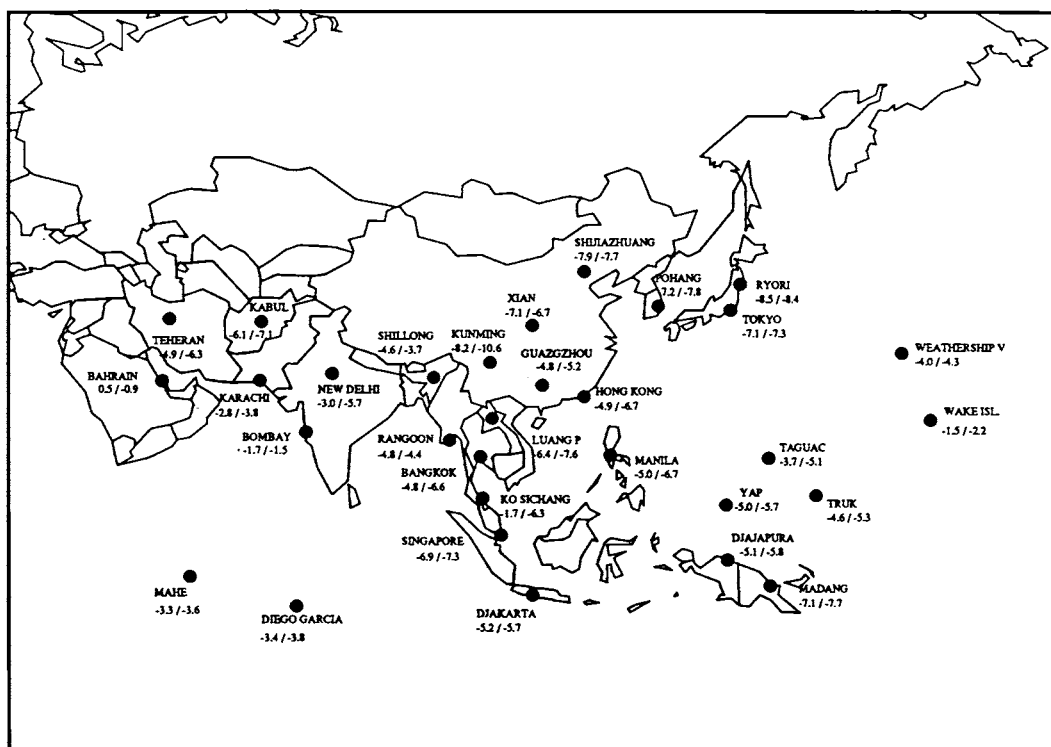 SHIJIAZHUANG
-7.9 / -7.7
POHANG
-7.2 / -7.8
RYORI
-8.5 / -8.4
XIAN
-7.1 / -6.7
TOKYO
-7.1 / -7.3
KABUL
-6.1 / -7.1
TEHERAN
-4.9 / -6.3
SHILLONG
-4.6 / -3.7
KUNMING
-8.2 / -10.6
GUAZGZHOU
-4.8 / -5.2
WEATHERSHIP V
-4.0 / -4.3
BAHRAIN
0.5 / -0.9
KARACHI
-2.8 / -3.8
NEW DELHI
-3.0 / -5.7
HONG KONG
-4.9 / -6.7
WAKE ISL.
-1.5 / -2.2
BOMBAY
-1.7 / -1.5
RANGOON
-4.8 / -4.4
LUANG P
-6.4 / -7.6
MANILA
-5.0 / -6.7
TAGUAC
-3.7 / -5.1
BANGKOK
-4.8 / -6.6
KO SICHANG
-1.7 / -6.3
YAP
-5.0 / -5.7
TRUK
-4.6 / -5.3
SINGAPORE
-6.9 / -7.3
DJAJAPURA
-5.1 / -5.8
MAHE
-3.3 / -3.6
DIEGO GARCIA
-3.4 / -3.8
DJAKARTA
-5.2 / -5.7
MADANG
-7.1 / -7.7